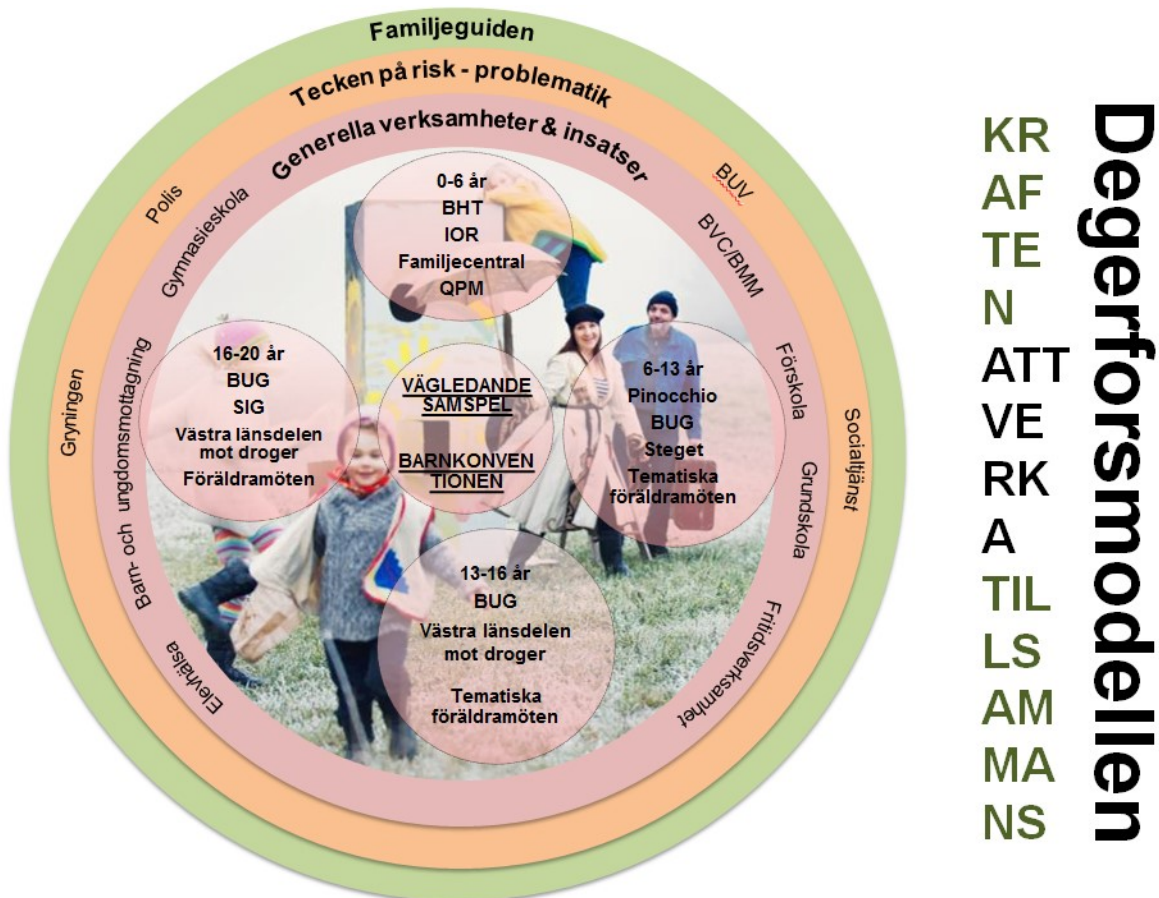 Familjeguiden
Tecken på risk - problematik
Generella verksamheter & insatser
Gryningen
Polis
BUV
Socialtjänst
Elevhälsa
Barn- och ungdomsmottagning
Gymnasieskola
BVC/BMM
Förskola
Grundskola
Fritidsverksamhet
0-6 år
BHT
IOR
Familjecentral
QPM
16-20 år
BUG
SIG
Västra länsdelen
mot droger
Föräldramöten
VÄGLEDANDE
SAMSPEL
BARNKONVEN
TIONEN
6-13 år
Pinocchio
BUG
Steget
Tematiska
föräldramöten
13-16 år
BUG
Västra länsdelen
mot droger
Tematiska
föräldramöten
KR
AF
TE
N
ATT
VE
RK
A
TIL
LS
AM
MA
NS
Degerforsmodellen